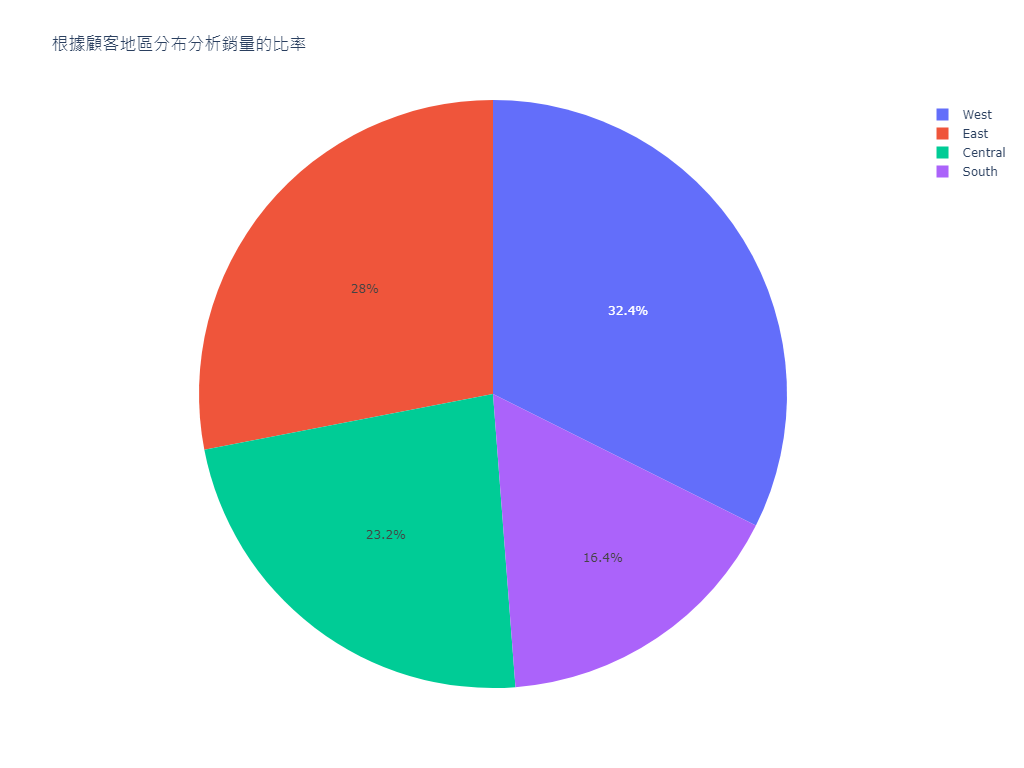 根據顧客地區分布分析銷量的比率
West
East
Central
South
28%
32.4%
23.2%
16.4%